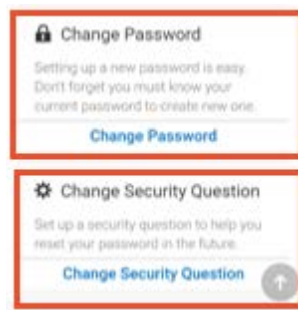 Change Password
Setting up a new password is easy.
Don't forget you must know your
current password to create new one.
Change Password
Change Security Question
Set up a security question to help you
reset your password in the future.
Change Security Question